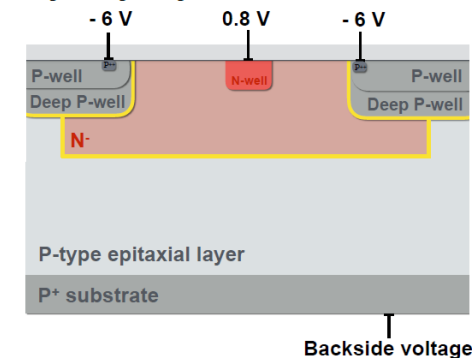 - 6 V 0.8 V - 6 V
P++ P++
P-well N-well P-well
Deep P-well Deep P-well
N-
P-type epitaxial layer
P+ substrate
Backside voltage